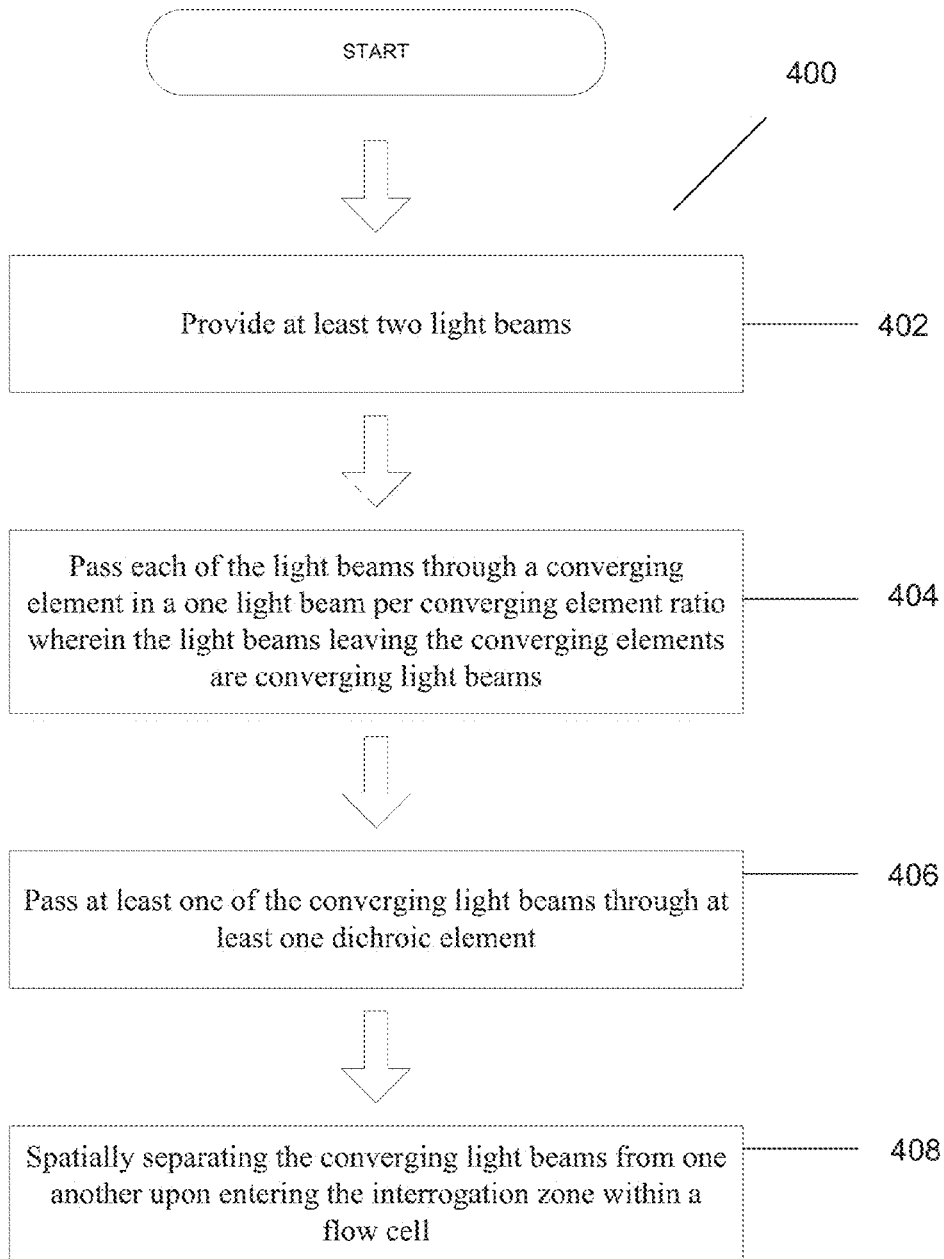 START
400
Provide at least two light beams
402
Pass each of the light beams through a converging
element in a one light beam per converging element ratio
wherein the light beams leaving the converging elements
are converging light beams
404
Pass at least one of the converging light beams through at
least one dichroic element
406
Spatially separating the converging light beams from one
another upon entering the interrogation zone within a
flow cell
408